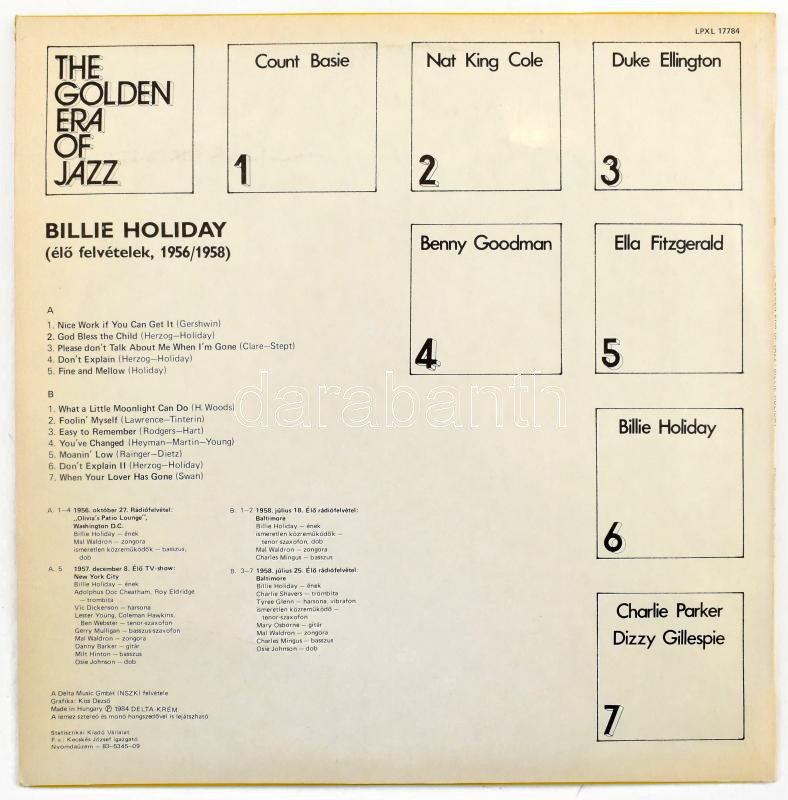 LPXL 17784
THE
GOLDEN
ERA
OF
JAZZ
Count Basie
1
Nat King Cole
2
Duke Ellington
3
BILLIE HOLIDAY
(élő felvételek, 1956/1958)
Benny Goodman
4
Ella Fitzgerald
5
A
1. Nice Work if You Can Get It (Gershwin)
2. God Bless the Child (Herzog—Holiday)
3. Please don't Talk About Me When I'm Gone (Clare—Stept)
4. Don't Explain (Herzog—Holiday)
5. Fine and Mellow (Holiday)
B
1. What a Little Moonlight Can Do (H. Woods)
2. Foolin' Myself (Lawrence—Tinterin)
3. Easy to Remember (Rodgers—Hart)
4. You've Changed (Heyman—Martin—Young)
5. Moanin' Low (Rainger—Dietz)
6. Don't Explain II (Herzog—Holiday)
7. When Your Lover Has Gone (Swan)
darabanth
Billie Holiday
6
A. 1—4 1956. október 27. Rádiófelvétel:
„Olivia's Patio Lounge",
Washington D.C.
Billie Holiday — ének
Mal Waldron — zongora
ismeretlen közreműködők — basszus,
dob
A. 5 1957. december 8. Élő TV-show:
New York City
Billie Holiday — ének
Adolphus Doc Cheatham, Roy Eldridge
— trombita
Vic Dickenson — harsona
Lester Young, Coleman Hawkins,
Ben Webster — tenor-szaxofon
Gerry Mulligan — basszus-szaxofon
Mal Waldron — zongora
Danny Barker — gitár
Milt Hinton — basszus
Osie Johnson — dob
B. 1—2 1958. július 18. Élő rádiófelvétel:
Baltimore
Billie Holiday — ének
ismeretlen közreműködők —
tenor-szaxofon, dob
Mal Waldron — zongora
Charles Mingus — basszus
B. 3—7 1958. július 25. Élő rádiófelvétel:
Baltimore
Billie Holiday — ének
Charlie Shavers — trombita
Tyree Glenn — harsona, vibrafon
ismeretlen közreműködő —
tenor-szaxofon
Mary Osborne — gitár
Mal Waldron — zongora
Charles Mingus — basszus
Osie Johnson — dob
Charlie Parker
Dizzy Gillespie
7
A Delta Music GmbH (NSZK) felvétele
Grafika: Kiss Dezső
Made in Hungary Ⓟ 1984 DELTA-KRÉM
A lemez sztereó és monó hangszedővel is lejátszható
Statisztikai Kiadó Vállalat
F. v.: Kecskés József igazgató
Nyomdaüzem — 83-5345-09